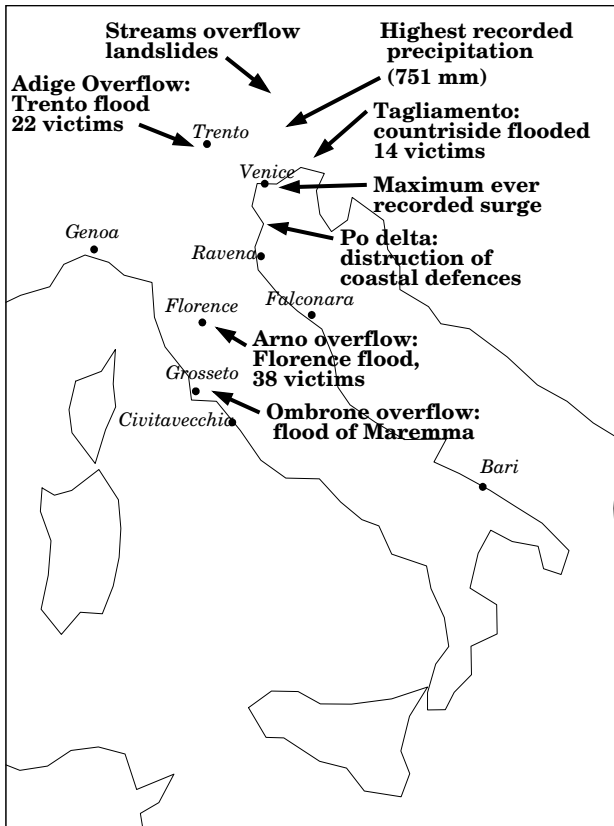 Streams overflow
landslides
Highest recorded
precipitation
(751 mm)
Adige Overflow:
Trento flood
22 victims
Trento
Tagliamento:
countriside flooded
14 victims
Venice
Maximum ever
recorded surge
Genoa
Ravena
Po delta:
distruction of
coastal defences
Florence
Falconara
Arno overflow:
Florence flood,
38 victims
Grosseto
Civitavecchia
Ombrone overflow:
flood of Maremma
Bari